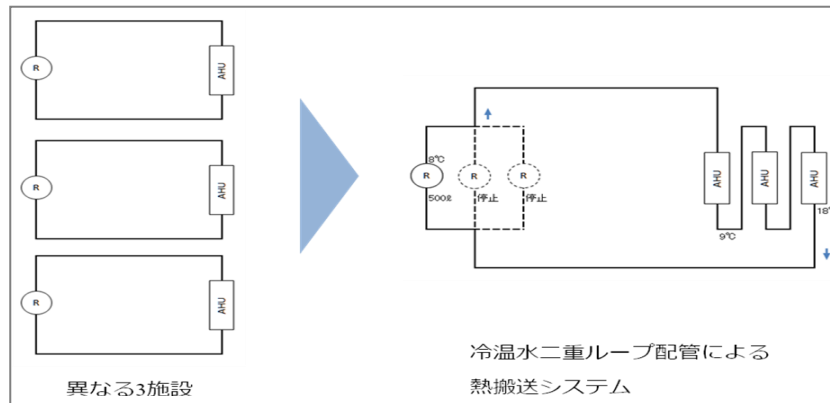 R
AHU
R
AHU
R
AHU
異なる3施設
8℃
R
R
R
500ℓ
停止
停止
AHU
AHU
AHU
9℃
18°
冷温水二重ループ配管による
熱搬送システム